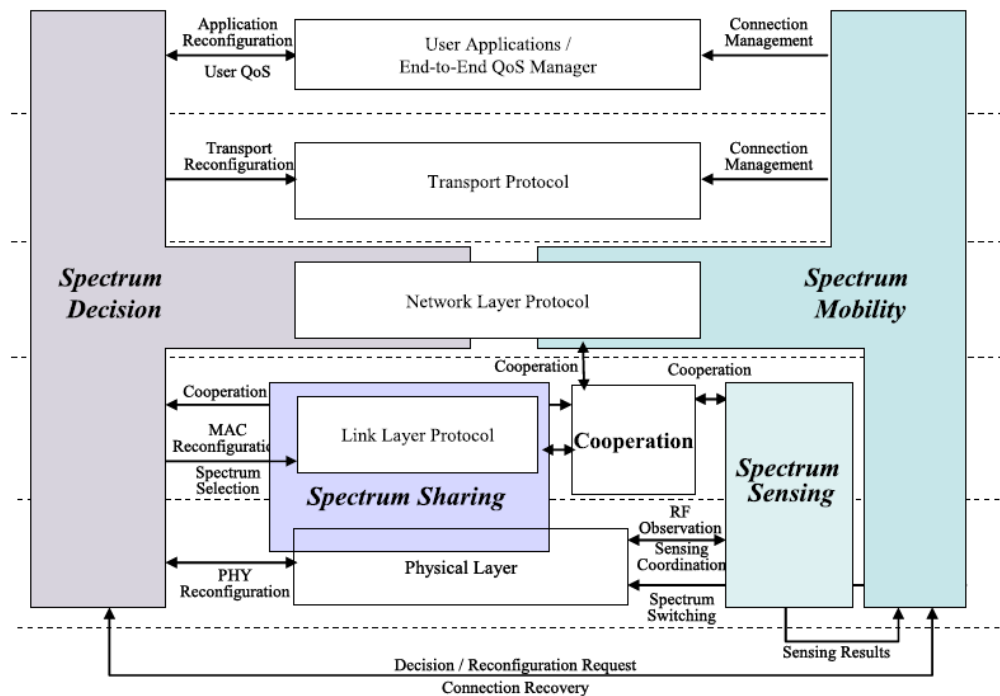 Application
Reconfiguration
User QoS
User Applications /
End-to-End QoS Manager
Connection
Management
Transport
Reconfiguration
Transport Protocol
Connection
Management
Spectrum
Decision
Network Layer Protocol
Spectrum
Mobility
Cooperation
Cooperation
Cooperation
MAC
Reconfiguratio
Spectrum
Selection
Link Layer Protocol
Cooperation
Spectrum Sharing
Spectrum
Sensing
RF
Observation
Sensing
Coordination
PHY
Reconfiguration
Physical Layer
Spectrum
Switching
Sensing Results
Decision / Reconfiguration Request
Connection Recovery